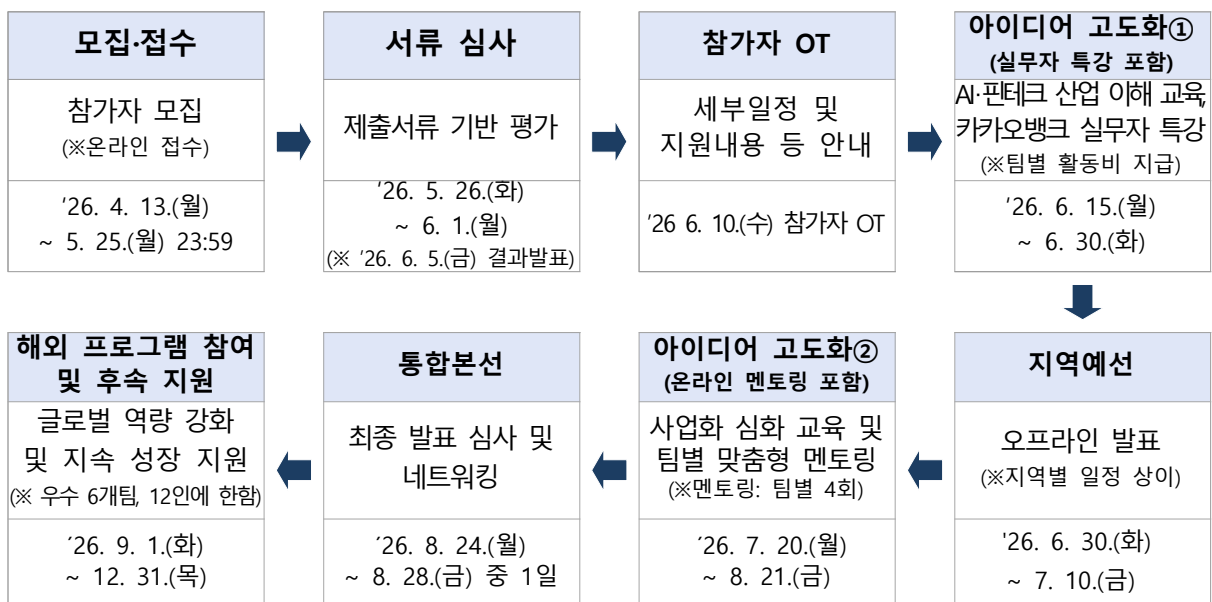 모집·접수
참가자 모집
(※온라인 접수)
'26. 4. 13.(월)
~ 5. 25.(월) 23:59
서류 심사
제출서류 기반 평가
'26. 5. 26.(화)
~ 6. 1.(월)
(※ '26. 6. 5.(금) 결과발표)
참가자 OT
세부일정 및
지원내용 등 안내
'26 6. 10.(수) 참가자 OT
아이디어 고도화①
(실무자 특강 포함)
AI·핀테크 산업 이해 교육,
카카오뱅크 실무자 특강
(※팀별 활동비 지급)
'26. 6. 15.(월)
~ 6. 30.(화)
지역예선
오프라인 발표
(※지역별 일정 상이)
'26. 6. 30.(화)
~ 7. 10.(금)
아이디어 고도화②
(온라인 멘토링 포함)
사업화 심화 교육 및
팀별 맞춤형 멘토링
(※멘토링: 팀별 4회)
'26. 7. 20.(월)
~ 8. 21.(금)
통합본선
최종 발표 심사 및
네트워킹
'26. 8. 24.(월)
~ 8. 28.(금) 중 1일
해외 프로그램 참여
및 후속 지원
글로벌 역량 강화
및 지속 성장 지원
(※ 우수 6개팀, 12인에 한함)
'26. 9. 1.(화)
~ 12. 31.(목)